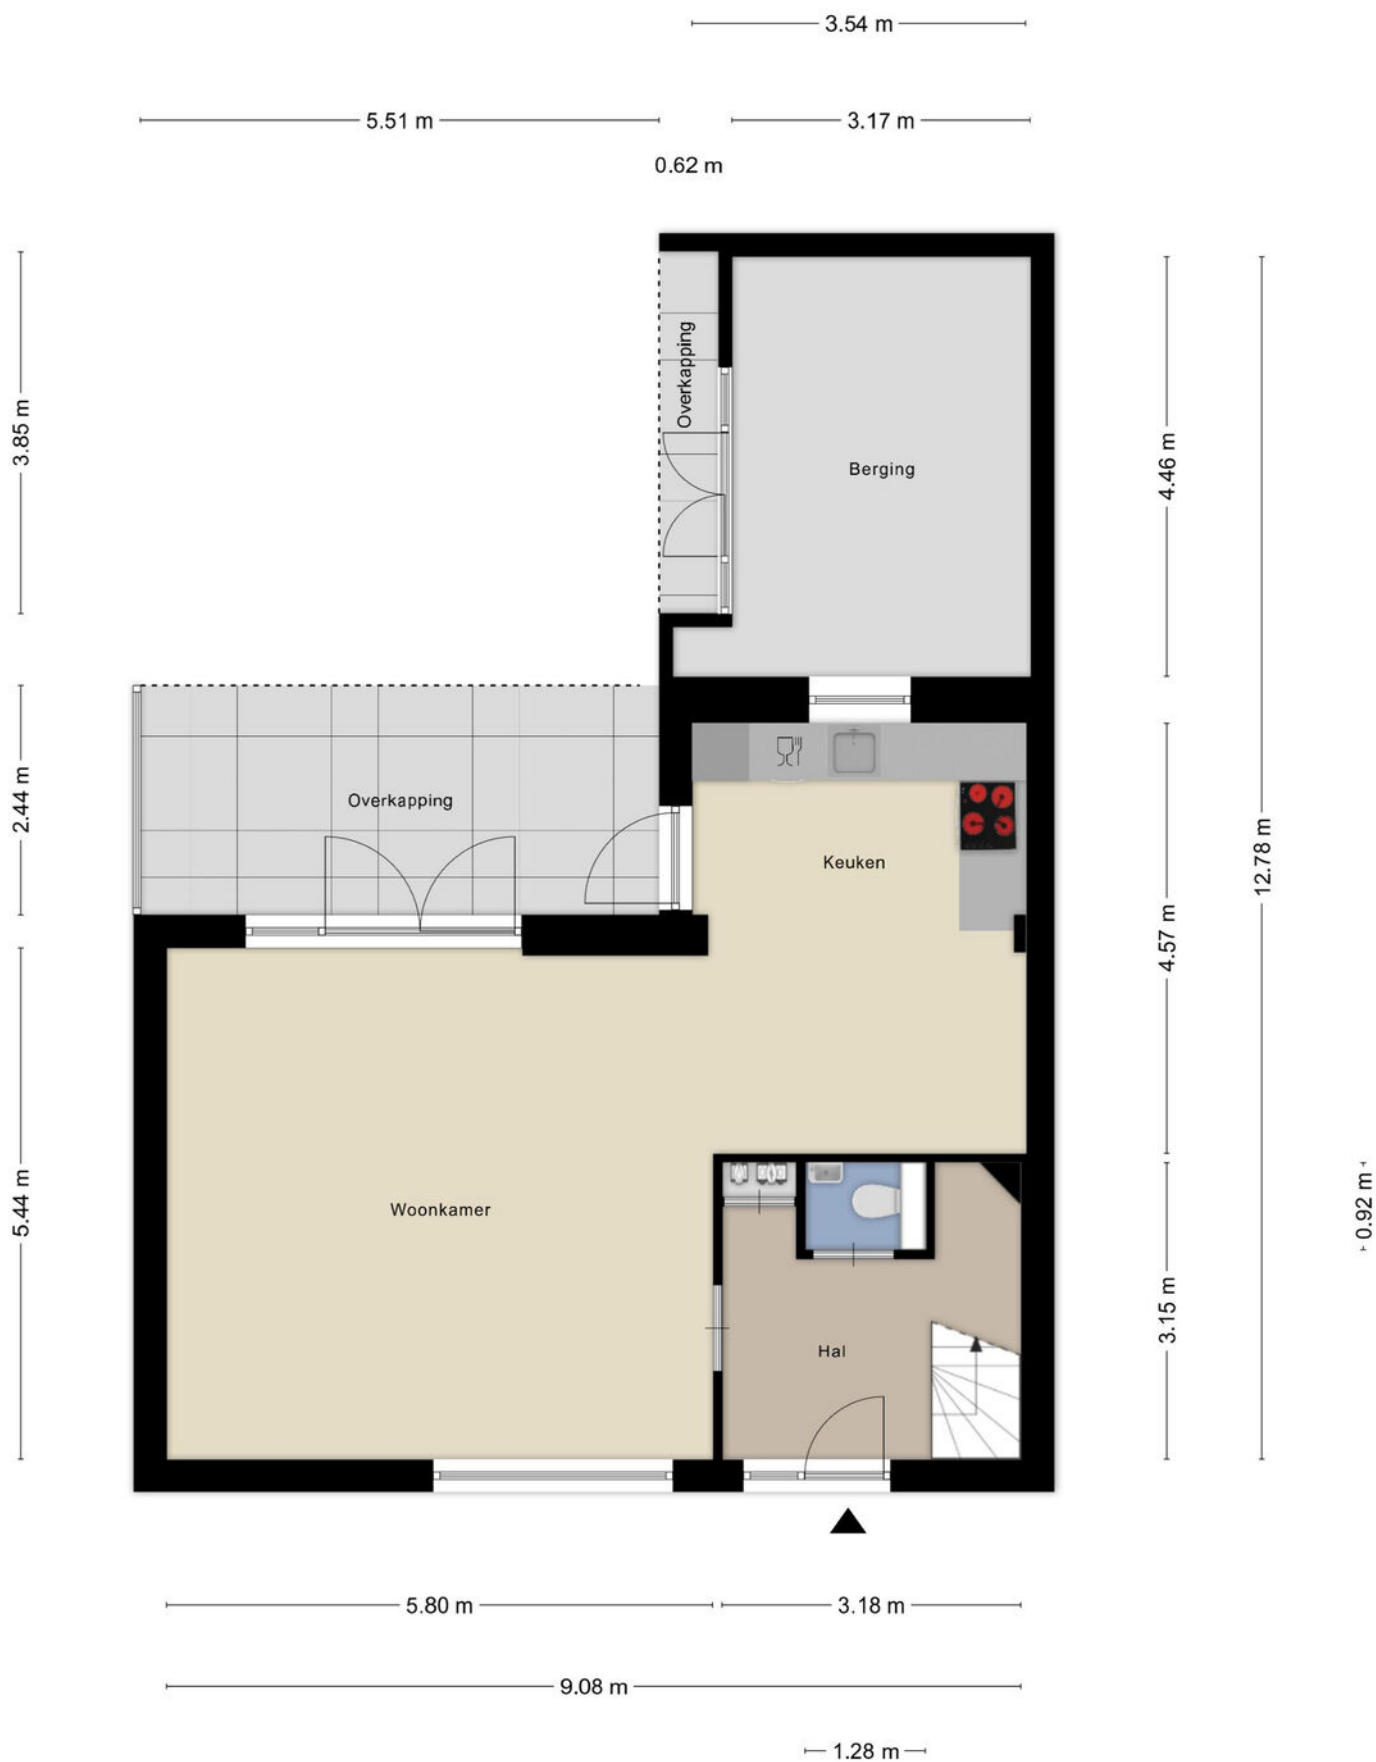 3.54 m
5.51 m
3.17 m
0.62 m
3.85 m
Overkapping
Berging
4.46 m
2.44 m
Overkapping
Keuken
12.78 m
4.57 m
5.44 m
Woonkamer
0.92 m
3.15 m
Hal
5.80 m
3.18 m
9.08 m
1.28 m